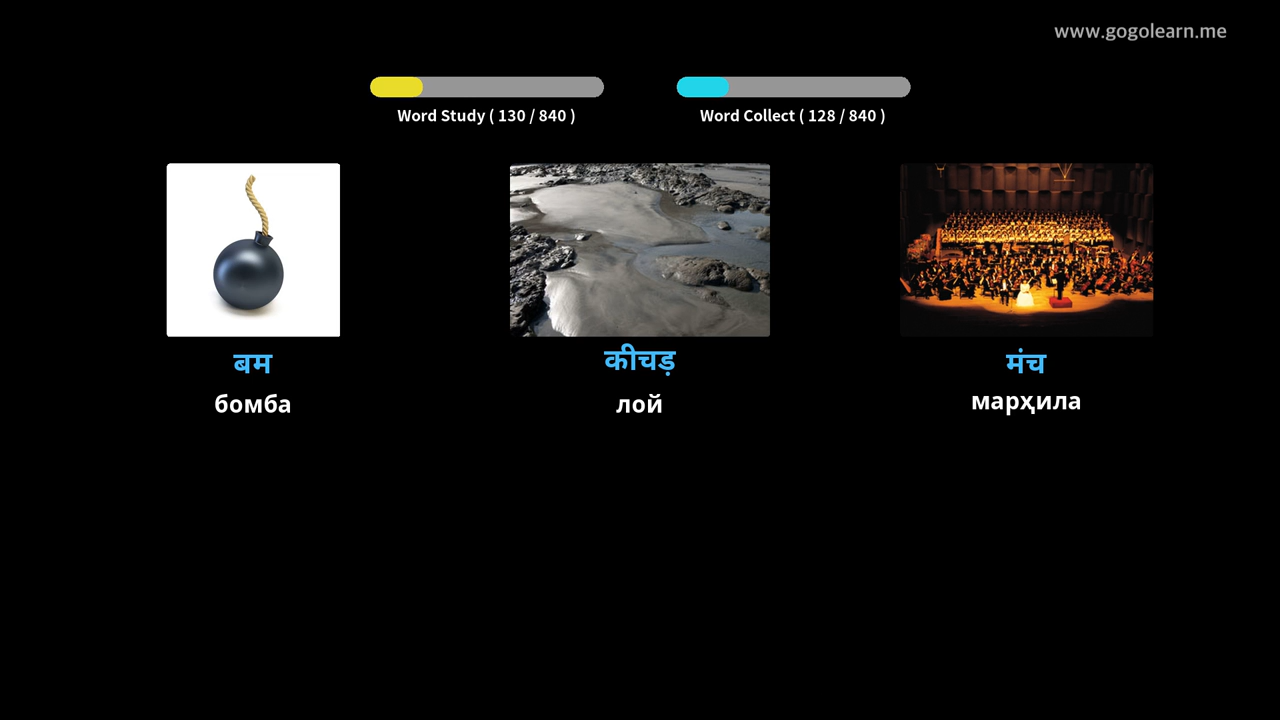 www.gogolearn.me
Word Study ( 130 / 840 )
Word Collect ( 128 / 840 )
बम
कीचड़
मंच
бомба
лой
марҳила